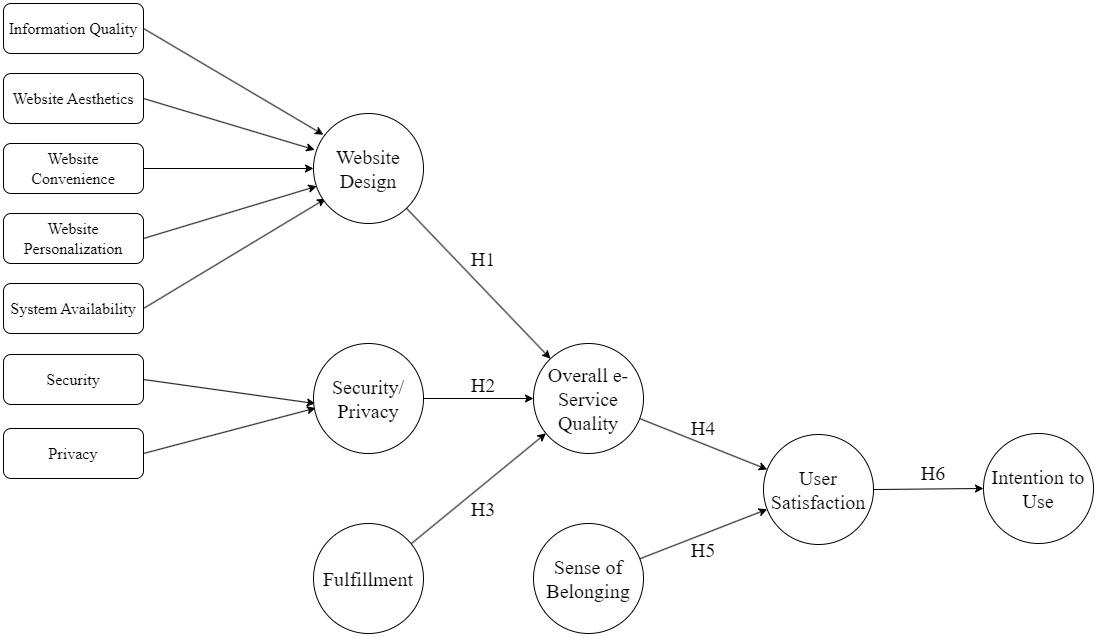 Information Quality
Website Aesthetics
Website
Convenience
Website
Personalization
System Availability
Security
Privacy
Website
Design
H1
Security/
Privacy
H2
Overall e-
Service
Quality
H3
Fulfillment
H4
Sense of
Belonging
H5
User
Satisfaction
H6
Intention to
Use